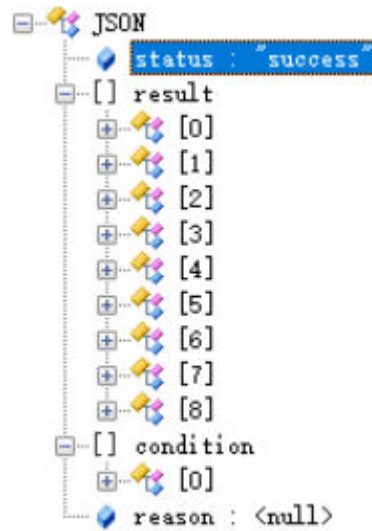 JSON
status : "success"
[] result
[0]
[1]
[2]
[3]
[4]
[5]
[6]
[7]
[8]
[] condition
[0]
reason : <null>